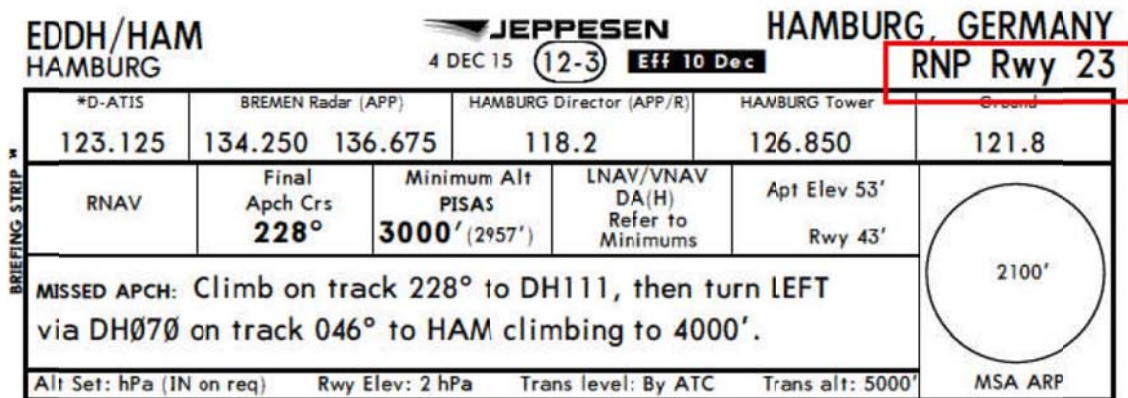 EDDH/HAM
HAMBURG
JEPPESEN
4 DEC 15 12-3 Eff 10 Dec
HAMBURG, GERMANY
RNP Rwy 23
BRIEFING STRIP
*D-ATIS BREMEN Radar (APP) HAMBURG Director (APP/R) HAMBURG Tower Ground
123.125 134.250 136.675 118.2 126.850 121.8
RNAV
Final
Apch Crs
228°
Minimum Alt
PISAS
3000' (2957')
LNAV/VNAV
DA(H)
Refer to
Minimums
Apt Elev 53'
Rwy 43'
2100'
MSA ARP
MISSED APCH: Climb on track 228° to DH111, then turn LEFT
via DHØ7Ø on track 046° to HAM climbing to 4000'.
Alt Set: hPa (IN on req) Rwy Elev: 2 hPa Trans level: By ATC Trans alt: 5000'